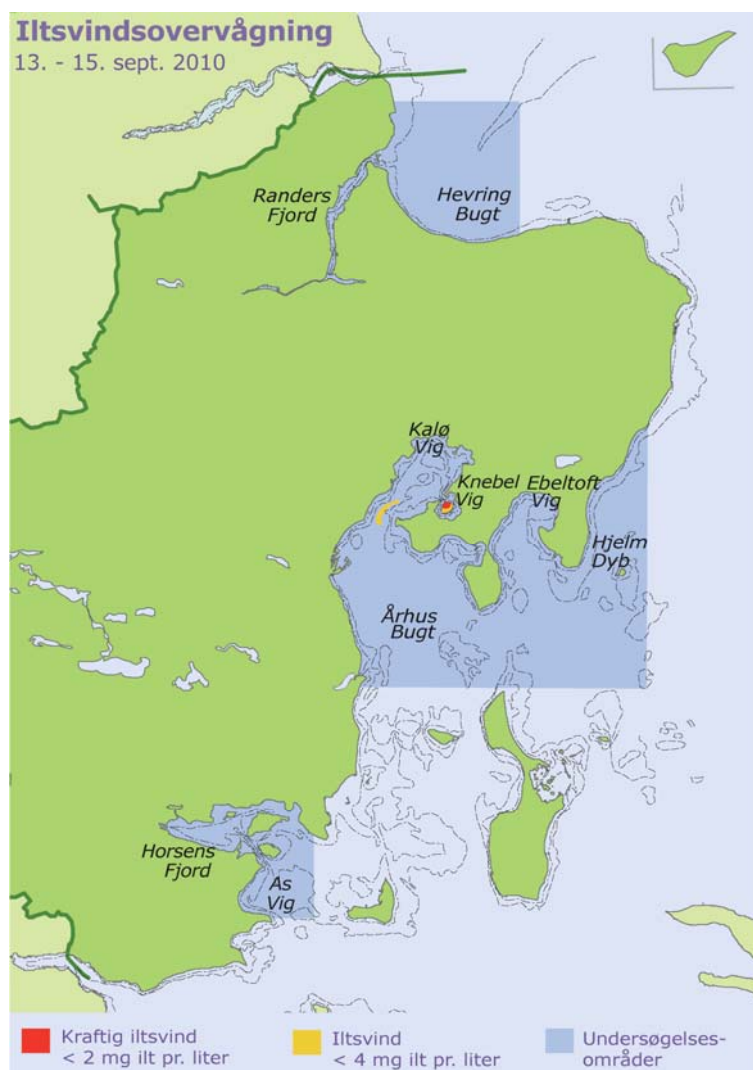 Iltsvindsovervågning
13. - 15. sept. 2010
Randers
Fjord
Hevring
Bugt
Kalø
Vig
Knebel
Vig
Ebeltoft
Vig
Hjelm
Dyb
Århus
Bugt
Horsens
Fjord
As
Vig
Kraftig iltsvind
< 2 mg ilt pr. liter
Iltsvind
< 4 mg ilt pr. liter
Undersøgelses-
områder